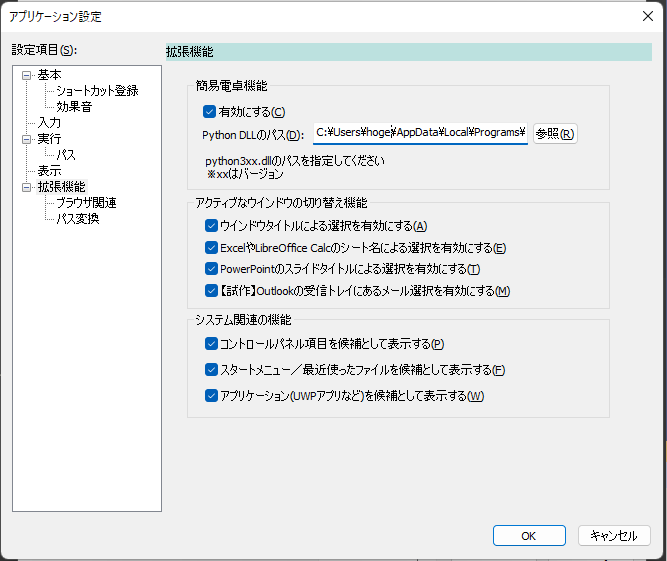 アプリケーション設定
設定項目(S):
基本
ショートカット登録
効果音
入力
実行
パス
表示
拡張機能
ブラウザ関連
パス変換
拡張機能
簡易電卓機能
有効にする(C)
Python DLLのパス(D): C:¥Users¥hoge¥AppData¥Local¥Programs¥ 参照(R)
python3xx.dllのパスを指定してください
※xxはバージョン
アクティブなウインドウの切り替え機能
ウインドウタイトルによる選択を有効にする(A)
ExcelやLibreOffice Calcのシート名による選択を有効にする(E)
PowerPointのスライドタイトルによる選択を有効にする(T)
【試作】Outlookの受信トレイにあるメール選択を有効にする(M)
システム関連の機能
コントロールパネル項目を候補として表示する(P)
スタートメニュー／最近使ったファイルを候補として表示する(F)
アプリケーション(UWPアプリなど)を候補として表示する(W)
OK キャンセル